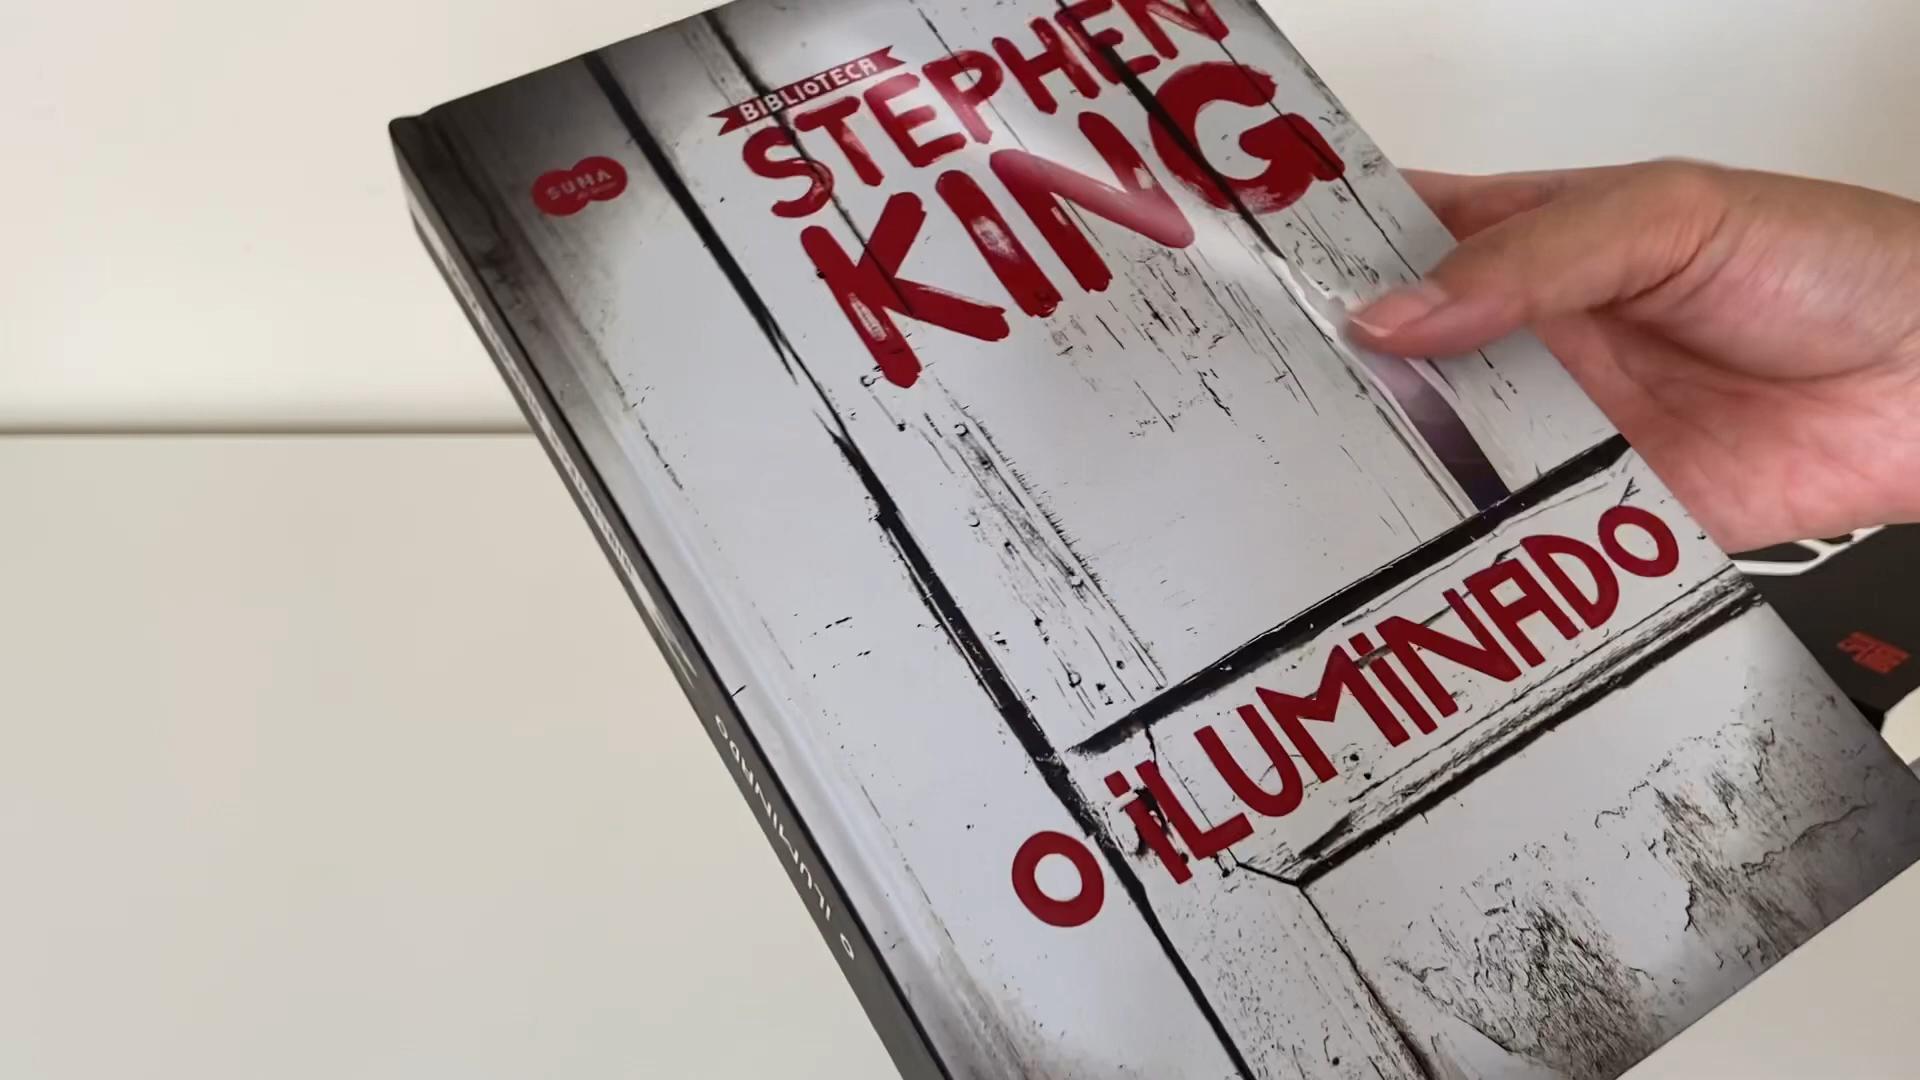 BIBLIOTECA
STEPHEN
KING
SUMA
O iLUMiNADO
O ILUMINADO